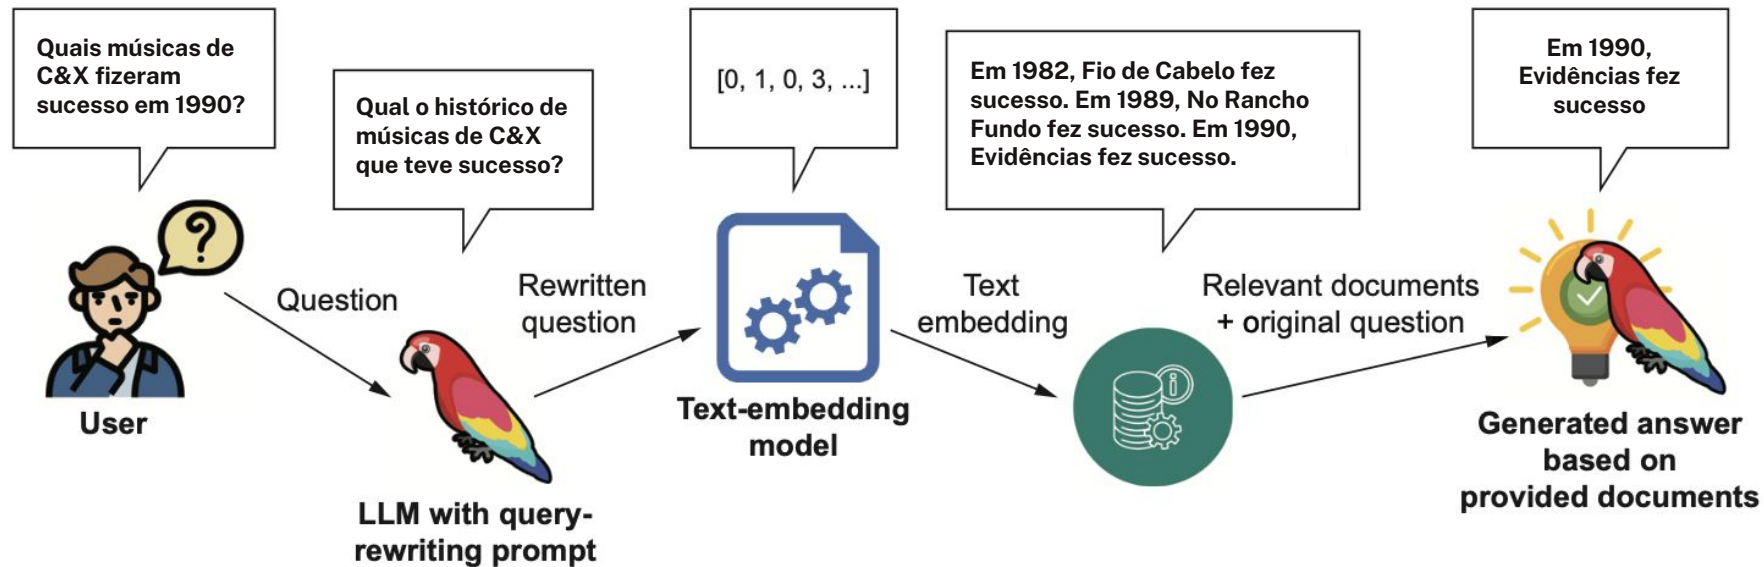 Quais músicas de
C&X fizeram
sucesso em 1990?
Qual o histórico de
músicas de C&X
que teve sucesso?
[0, 1, 0, 3, ...]
Em 1982, Fio de Cabelo fez
sucesso. Em 1989, No Rancho
Fundo fez sucesso. Em 1990,
Evidências fez sucesso.
Em 1990,
Evidências fez
sucesso
?
User
Question
LLM with query-
rewriting prompt
Rewritten
question
Text-embedding
model
Text
embedding
i
Relevant documents
+ original question
Generated answer
based on
provided documents